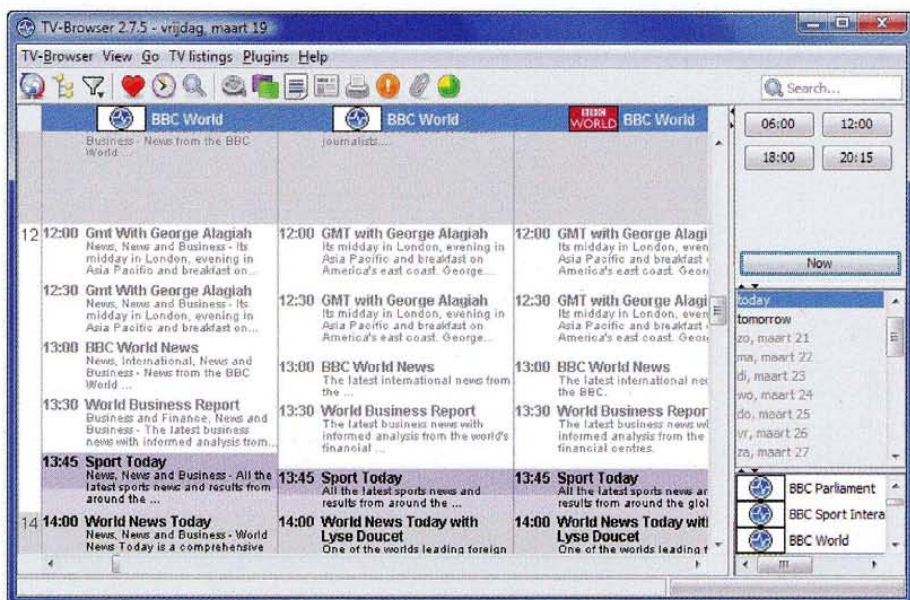 TV-Browser 2.7.5 - vrijdag, maart 19
TV-Browser View Go TV listings Plugins Help
Search...
BBC World
Business - News from the BBC
World ...
12
12:00 Gmt With George Alagiah
News, News and Business - Its
midday in London, evening in
Asia Pacific and breakfast on...
12:30 Gmt With George Alagiah
News, News and Business - Its
midday in London, evening in
Asia Pacific and breakfast on...
13:00 BBC World News
News, International, News and
Business - News from the BBC
World ...
13:30 World Business Report
Business and Finance, News and
Business - The latest business
news with informed analysis from...
13:45 Sport Today
News, News and Business - All the
latest sports news and results from
around the ...
14
14:00 World News Today
News, News and Business - World
News Today is a comprehensive
BBC World
journalists....
12:00 GMT with George Alagiah
Its midday in London, evening in
Asia Pacific and breakfast on
America's east coast. George...
12:30 GMT with George Alagiah
Its midday in London, evening in
Asia Pacific and breakfast on
America's east coast. George...
13:00 BBC World News
The latest international news from
the ...
13:30 World Business Report
The latest business news with
informed analysis from the world's
financial ...
13:45 Sport Today
All the latest sports news and
results from around the ...
14:00 World News Today with
Lyse Doucet
One of the worlds leading foreign
BBC WORLD BBC World
12:00 GMT with George Alagi
Its midday in London, even
Asia Pacific and breakfast
America's east coast. Geor
12:30 GMT with George Alagi
Its midday in London, even
Asia Pacific and breakfast
America's east coast. Geor
13:00 BBC World News
The latest international ne
the BBC.
13:30 World Business Repor
The latest business news wi
informed analysis from the
financial centres.
13:45 Sport Today
All the latest sports news ar
results from around the glo
14:00 World News Today wit
Lyse Doucet
One of the worlds leading f
06:00 12:00
18:00 20:15
Now
today
tomorrow
zo, maart 21
ma, maart 22
di, maart 23
wo, maart 24
do, maart 25
vr, maart 26
za, maart 27
BBC Parliament
BBC Sport Intera
BBC World